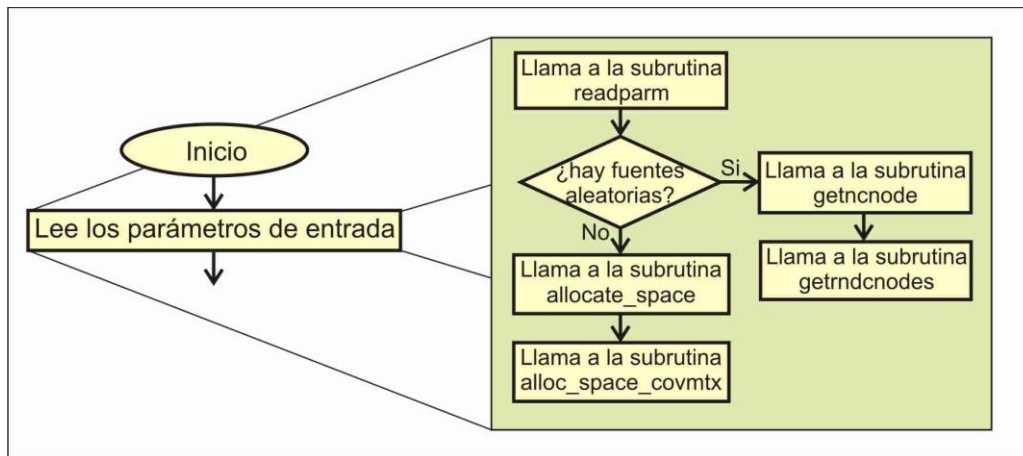 Inicio
Lee los parámetros de entrada
Llama a la subrutina
readparm
¿hay fuentes
aleatorias?
Si
No
Llama a la subrutina
getncnode
Llama a la subrutina
getrndcnodes
Llama a la subrutina
allocate_space
Llama a la subrutina
alloc_space_covmtx